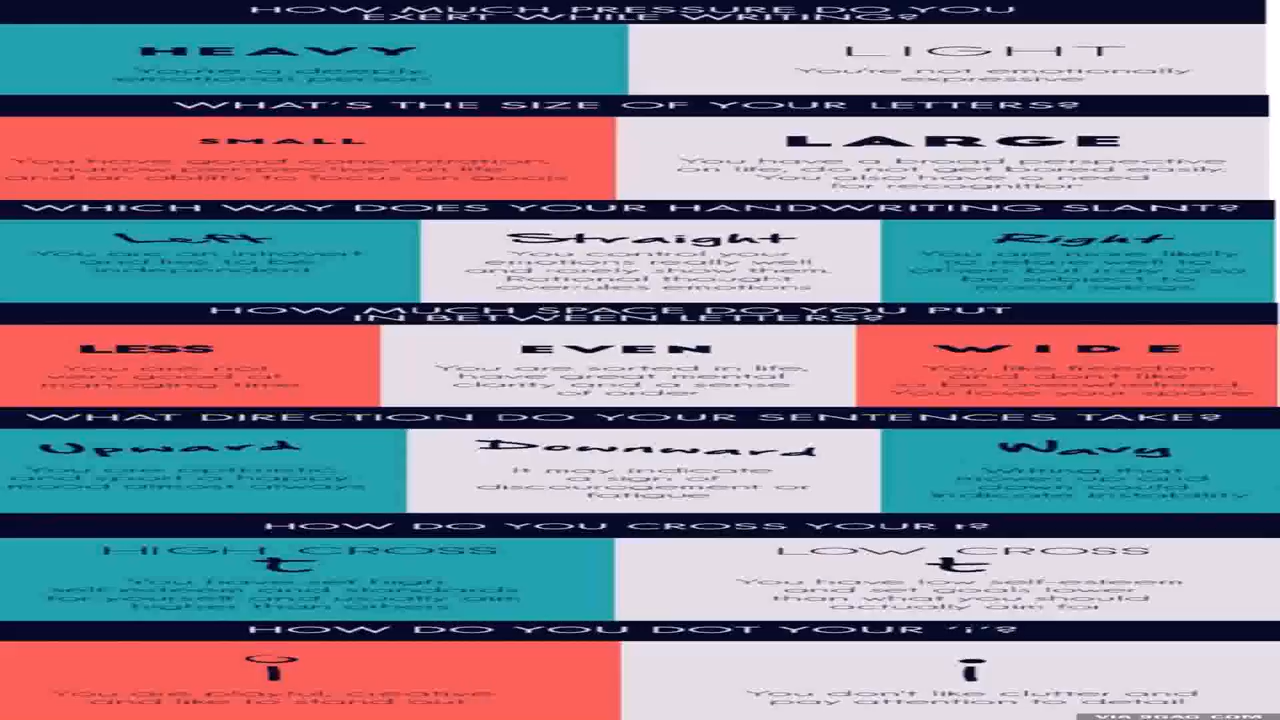 HOW MUCH PRESSURE DO YOU
EXERT WHILE WRITING?
HEAVY
You're a deeply
emotional person
LIGHT
You're not emotionally
expressive
WHAT'S THE SIZE OF YOUR LETTERS?
SMALL
You have good concentration,
narrow perspective on life
and an ability to focus on goals
LARGE
You have a broad perspective
on life, do not get bored easily.
You also have a need
for recognition
WHICH WAY DOES YOUR HANDWRITING SLANT?
Left
You are an introvert
and like to be
independent
Straight
You control your
emotions really well
and rarely show them.
Rational thought
overrules emotions
Right
You are more likely
to relate well to
others but may also
be subject to
mood swings
HOW MUCH SPACE DO YOU PUT
IN BETWEEN LETTERS?
LESS
You are not
very good at
managing time
EVEN
You are sorted in life,
have great mental
clarity and a sense
of order
WIDE
You like freedom
and don't like
to be overwhelmed.
You love your space
WHAT DIRECTION DO YOUR SENTENCES TAKE?
Upward
You are optimistic,
and sport a happy
mood almost always
Downward
It may indicate
a sign of
discouragement or
fatigue
Wavy
Writing that
moves up and
down could
indicate instability
HOW DO YOU CROSS YOUR t?
HIGH CROSS
t
You have set high
self esteem and standards
for yourself and usually aim
higher than others
LOW CROSS
t
You have low self-esteem
and set goals lower
than what you should
actually aim for
HOW DO YOU DOT YOUR 'i'?
i
You are playful, creative
and like to stand out
i
You don't like clutter and
pay attention to detail
VIA 9GAG.COM